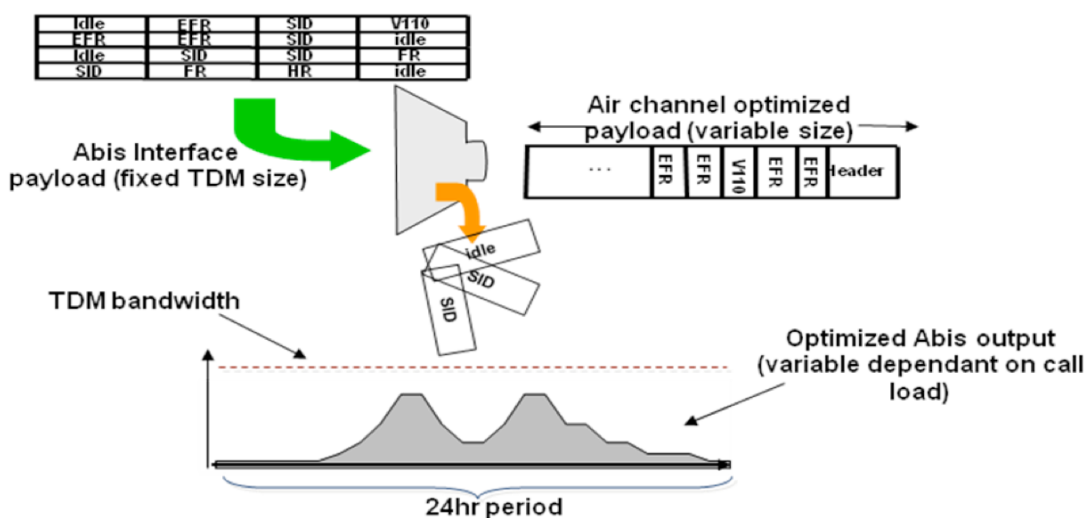 Idle EFR SID V110
EFR EFR SID idle
Idle SID SID FR
SID FR HR idle
Air channel optimized
payload (variable size)
Abis Interface
payload (fixed TDM size)
... EFR EFR V110 EFR EFR Header
idle
SID
SID
TDM bandwidth
Optimized Abis output
(variable dependant on call
load)
24hr period